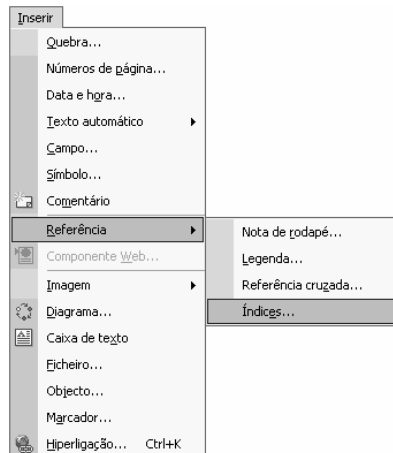 Inserir
Quebra...
Números de página...
Data e hora...
Texto automático
Campo...
Símbolo...
Comentário
Referência
Componente Web...
Imagem
Diagrama...
Caixa de texto
Ficheiro...
Objecto...
Marcador...
Hiperligação... Ctrl+K
Nota de rodapé...
Legenda...
Referência cruzada...
Índices...